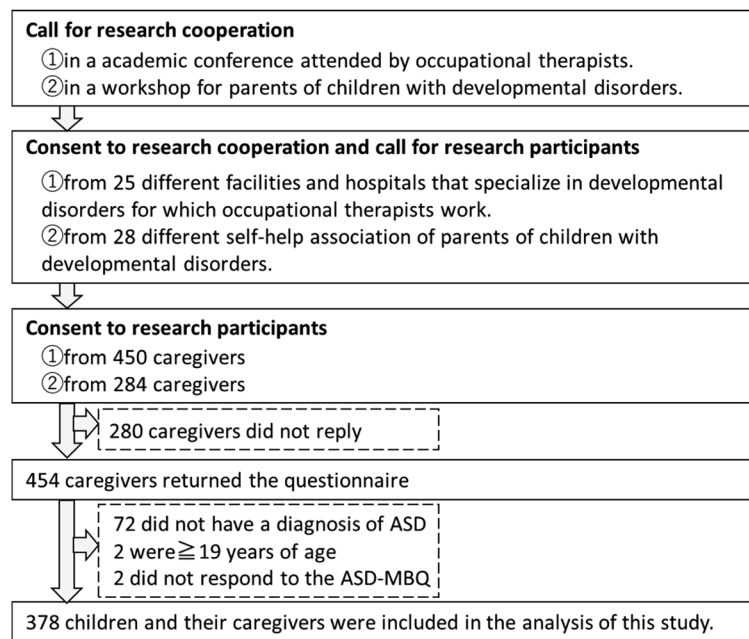 Call for research cooperation
①in a academic conference attended by occupational therapists.
②in a workshop for parents of children with developmental disorders.
Consent to research cooperation and call for research participants
①from 25 different facilities and hospitals that specialize in developmental
disorders for which occupational therapists work.
②from 28 different self-help association of parents of children with
developmental disorders.
Consent to research participants
①from 450 caregivers
②from 284 caregivers
280 caregivers did not reply
454 caregivers returned the questionnaire
72 did not have a diagnosis of ASD
2 were≧19 years of age
2 did not respond to the ASD-MBQ
378 children and their caregivers were included in the analysis of this study.